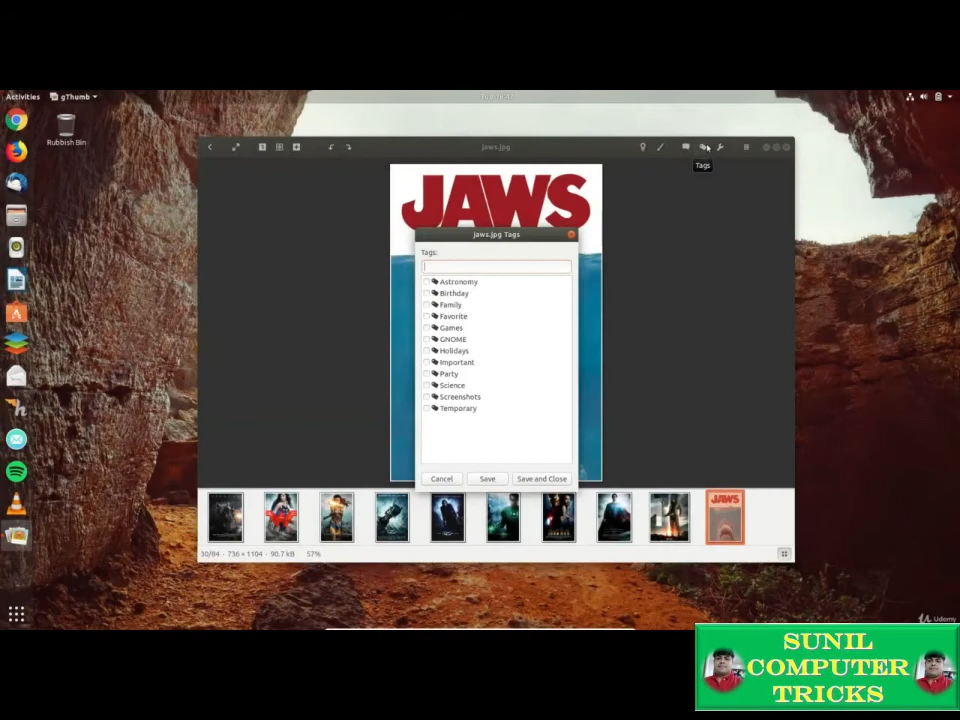 Activities
gThumb
Rubbish Bin
jaws.jpg
Tags
JAWS
jaws.jpg Tags
Tags:
Astronomy
Birthday
Family
Favorite
Games
GNOME
Holidays
Important
Party
Science
Screenshots
Temporary
Cancel
Save
Save and Close
JAWS
30/84 · 736 × 1104 · 90.7 kB
57%
Udemy
SUNIL
COMPUTER
TRICKS